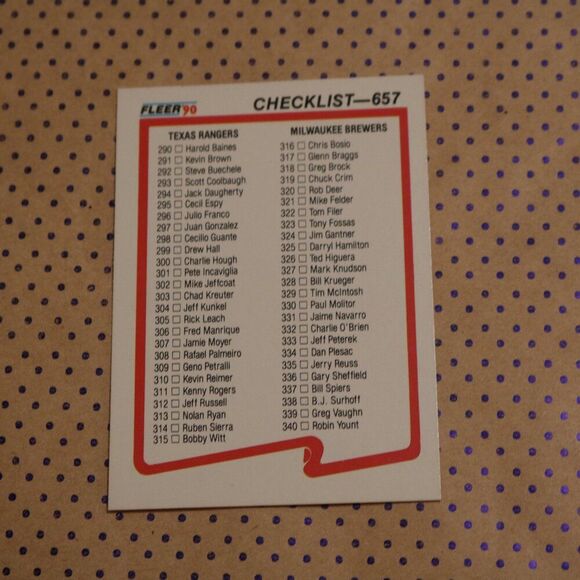 FLEER '90
CHECKLIST—657
TEXAS RANGERS
290 Harold Baines
291 Kevin Brown
292 Steve Buechele
293 Scott Coolbaugh
294 Jack Daugherty
295 Cecil Espy
296 Julio Franco
297 Juan Gonzalez
298 Cecilio Guante
299 Drew Hall
300 Charlie Hough
301 Pete Incaviglia
302 Mike Jeffcoat
303 Chad Kreuter
304 Jeff Kunkel
305 Rick Leach
306 Fred Manrique
307 Jamie Moyer
308 Rafael Palmeiro
309 Geno Petralli
310 Kevin Reimer
311 Kenny Rogers
312 Jeff Russell
313 Nolan Ryan
314 Ruben Sierra
315 Bobby Witt
MILWAUKEE BREWERS
316 Chris Bosio
317 Glenn Braggs
318 Greg Brock
319 Chuck Crim
320 Rob Deer
321 Mike Felder
322 Tom Filer
323 Tony Fossas
324 Jim Gantner
325 Darryl Hamilton
326 Ted Higuera
327 Mark Knudson
328 Bill Krueger
329 Tim McIntosh
330 Paul Molitor
331 Jaime Navarro
332 Charlie O'Brien
333 Jeff Peterek
334 Dan Plesac
335 Jerry Reuss
336 Gary Sheffield
337 Bill Spiers
338 B.J. Surhoff
339 Greg Vaughn
340 Robin Yount